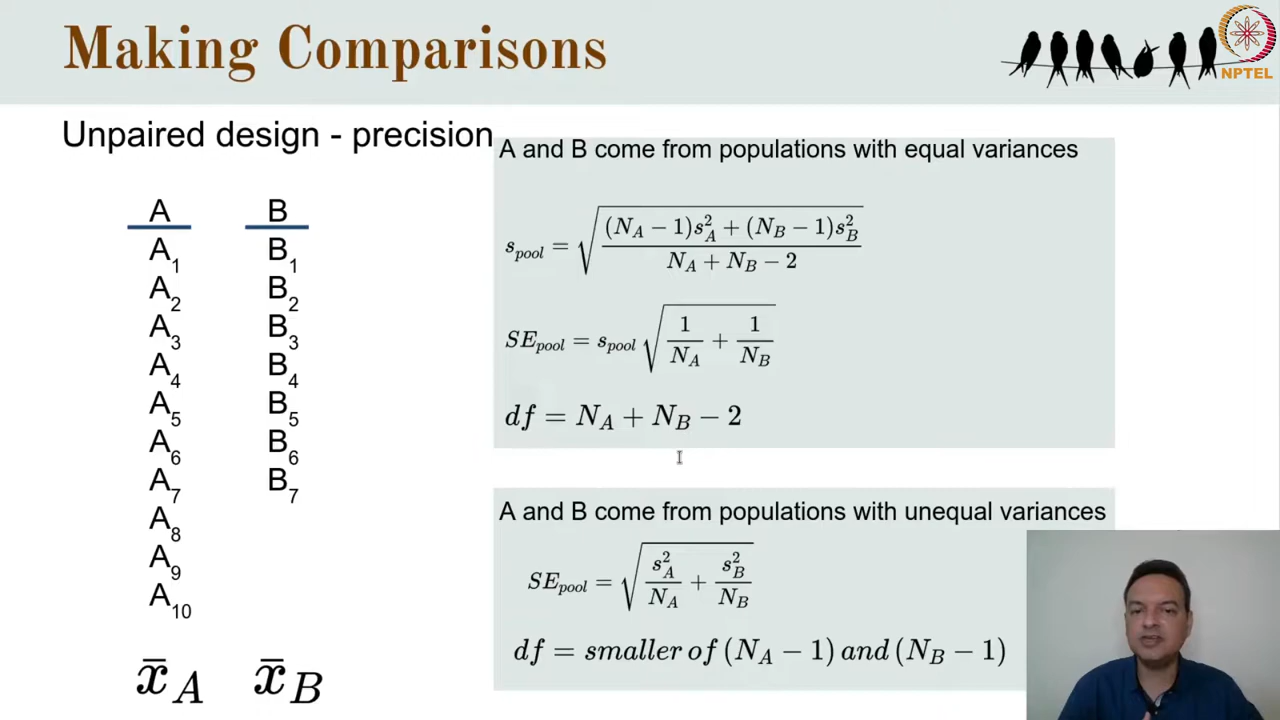 Making Comparisons
NPTEL
Unpaired design - precision
A B
A1 B1
A2 B2
A3 B3
A4 B4
A5 B5
A6 B6
A7 B7
A8
A9
A10
x̄_A x̄_B
A and B come from populations with equal variances
s_pool = √(((N_A − 1)s_A² + (N_B − 1)s_B²) / (N_A + N_B − 2))
SE_pool = s_pool √(1/N_A + 1/N_B)
df = N_A + N_B − 2
A and B come from populations with unequal variances
SE_pool = √(s_A²/N_A + s_B²/N_B)
df = smaller of (N_A − 1) and (N_B − 1)